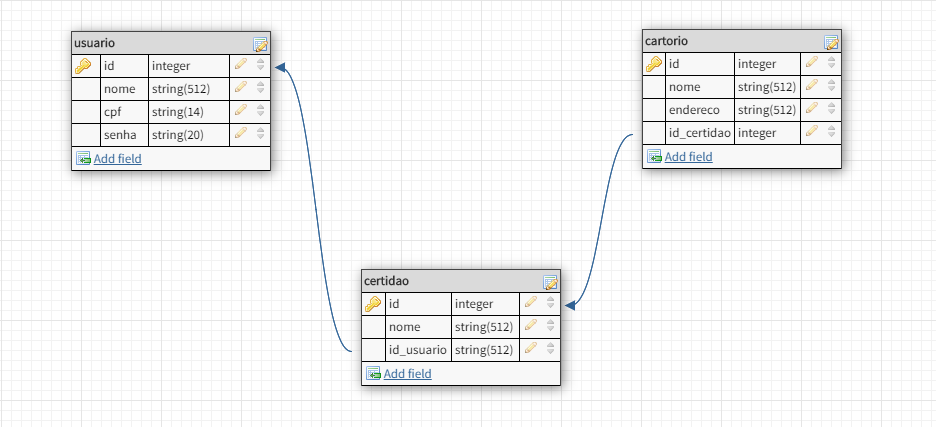 usuario
id integer
nome string(512)
cpf string(14)
senha string(20)
Add field
cartorio
id integer
nome string(512)
endereco string(512)
id_certidao integer
Add field
certidao
id integer
nome string(512)
id_usuario string(512)
Add field